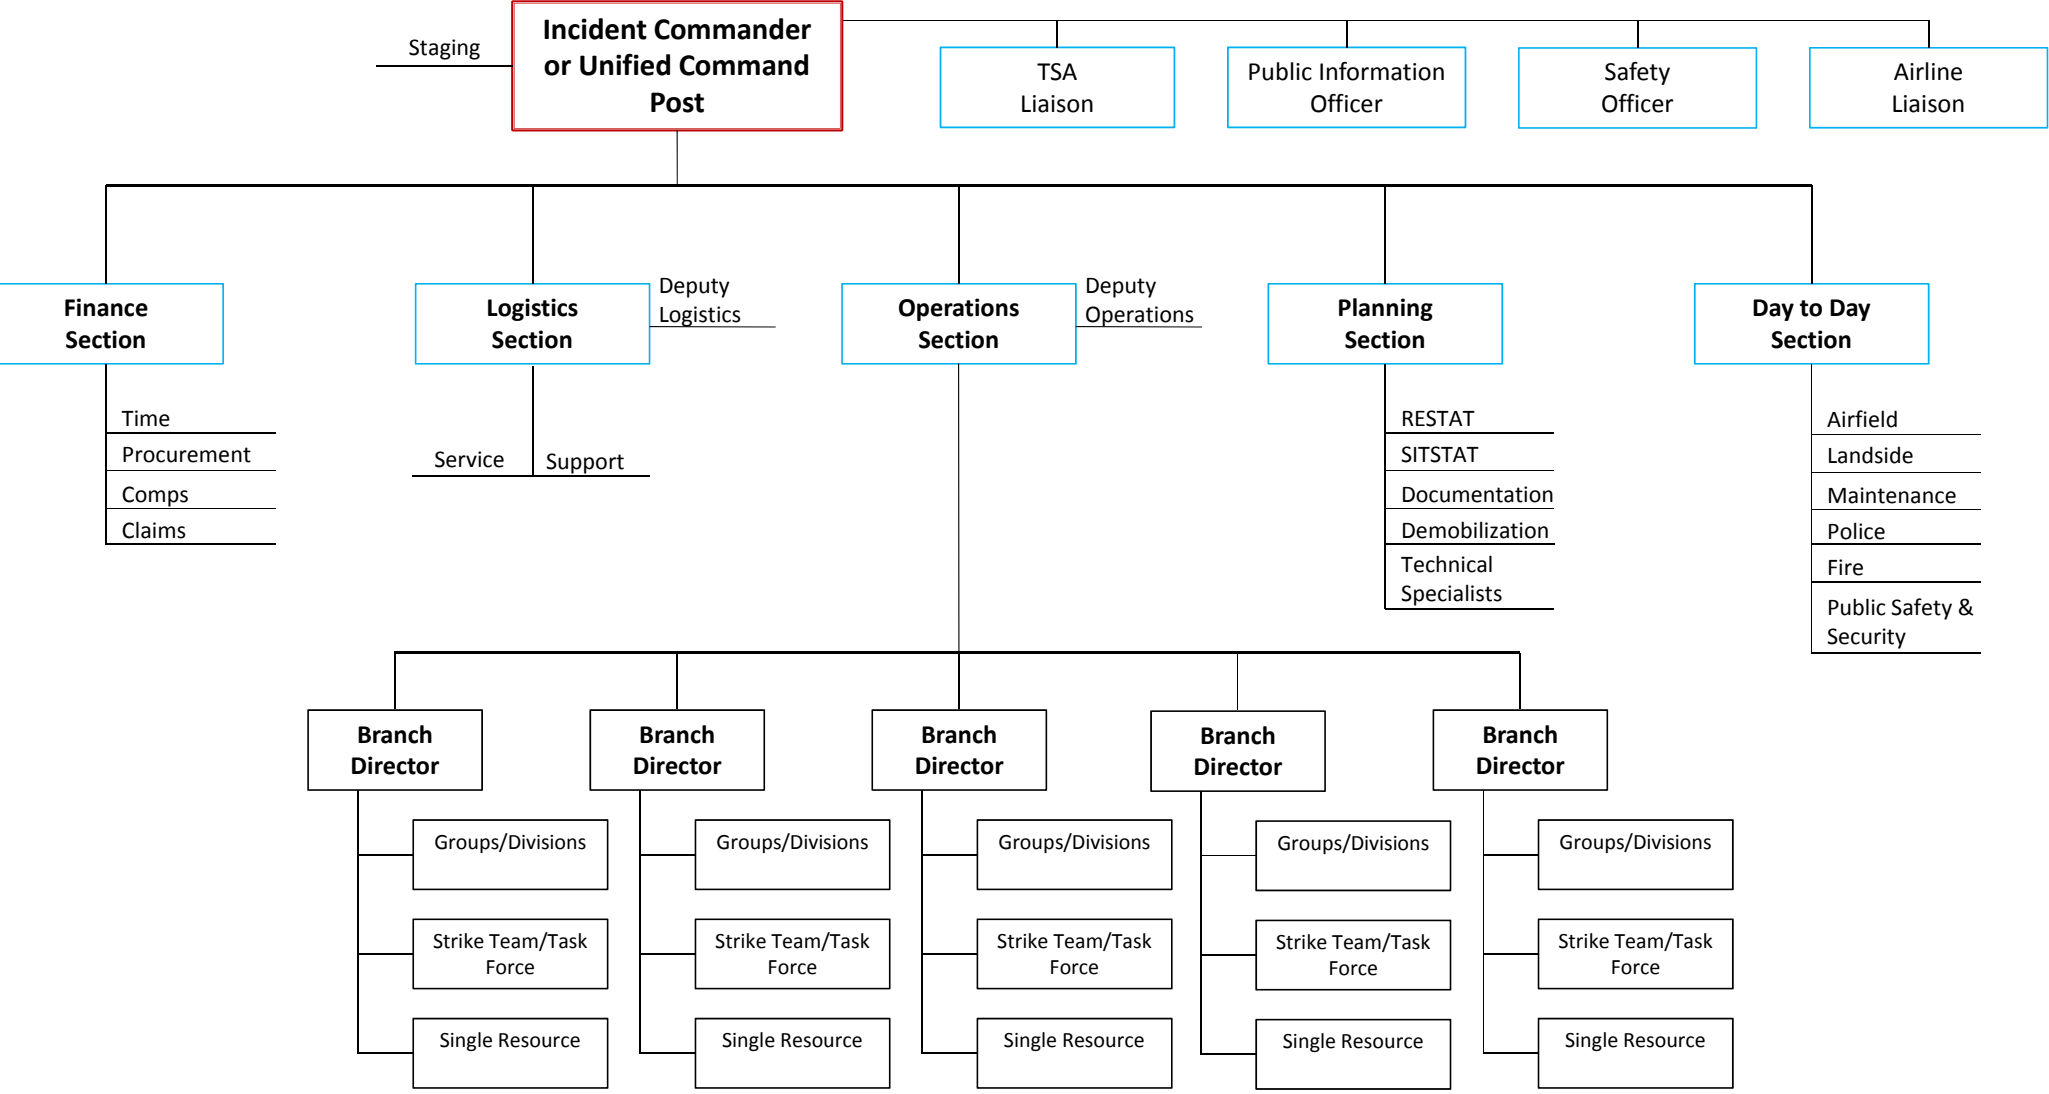 Incident Commander
or Unified Command
Post
Staging
TSA
Liaison
Public Information
Officer
Safety
Officer
Airline
Liaison
Finance
Section
Time
Procurement
Comps
Claims
Logistics
Section
Deputy
Logistics
Service
Support
Operations
Section
Deputy
Operations
Planning
Section
RESTAT
SITSTAT
Documentation
Demobilization
Technical
Specialists
Day to Day
Section
Airfield
Landside
Maintenance
Police
Fire
Public Safety &
Security
Branch
Director
Groups/Divisions
Strike Team/Task
Force
Single Resource
Branch
Director
Groups/Divisions
Strike Team/Task
Force
Single Resource
Branch
Director
Groups/Divisions
Strike Team/Task
Force
Single Resource
Branch
Director
Groups/Divisions
Strike Team/Task
Force
Single Resource
Branch
Director
Groups/Divisions
Strike Team/Task
Force
Single Resource